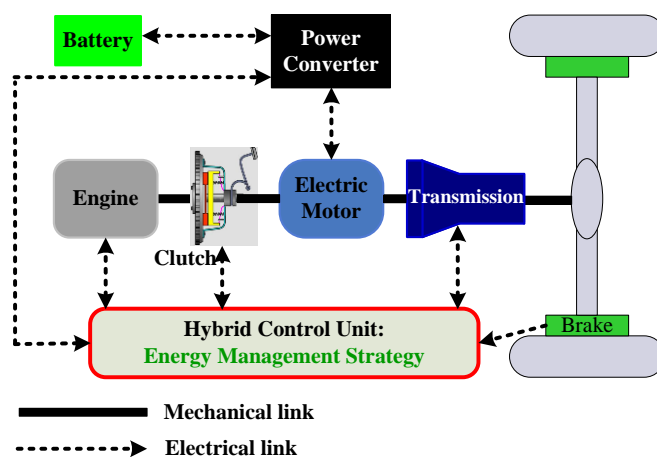 Battery
Power
Converter
Engine
Clutch
Electric
Motor
Transmission
Hybrid Control Unit:
Energy Management Strategy
Brake
Mechanical link
Electrical link